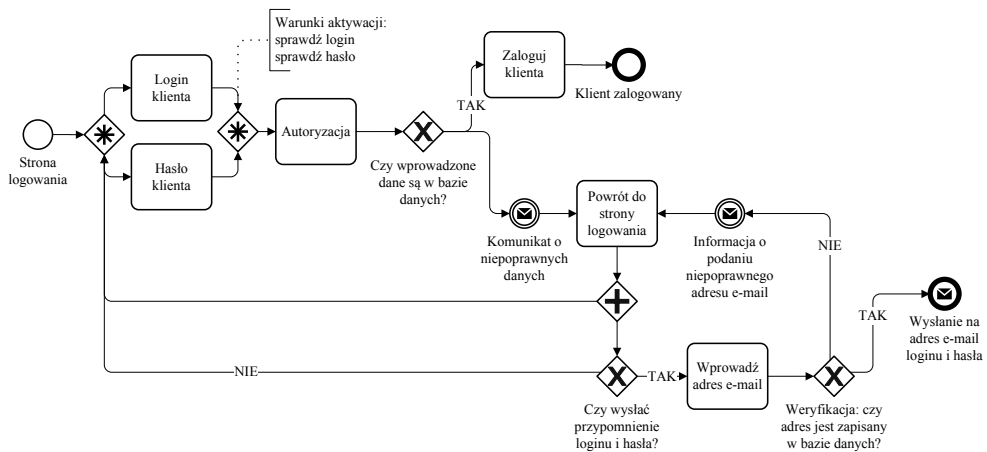 Warunki aktywacji:
sprawdź login
sprawdź hasło
Login
klienta
Zaloguj
klienta
TAK
Klient zalogowany
Strona
logowania
Autoryzacja
Czy wprowadzone
dane są w bazie
danych?
Hasło
klienta
Powrót do
strony
logowania
Komunikat o
niepoprawnych
danych
Informacja o
podaniu
niepoprawnego
adresu e-mail
NIE
TAK
Wysłanie na
adres e-mail
loginu i hasła
NIE
TAK
Wprowadź
adres e-mail
Czy wysłać
przypomnienie
loginu i hasła?
Weryfikacja: czy
adres jest zapisany
w bazie danych?